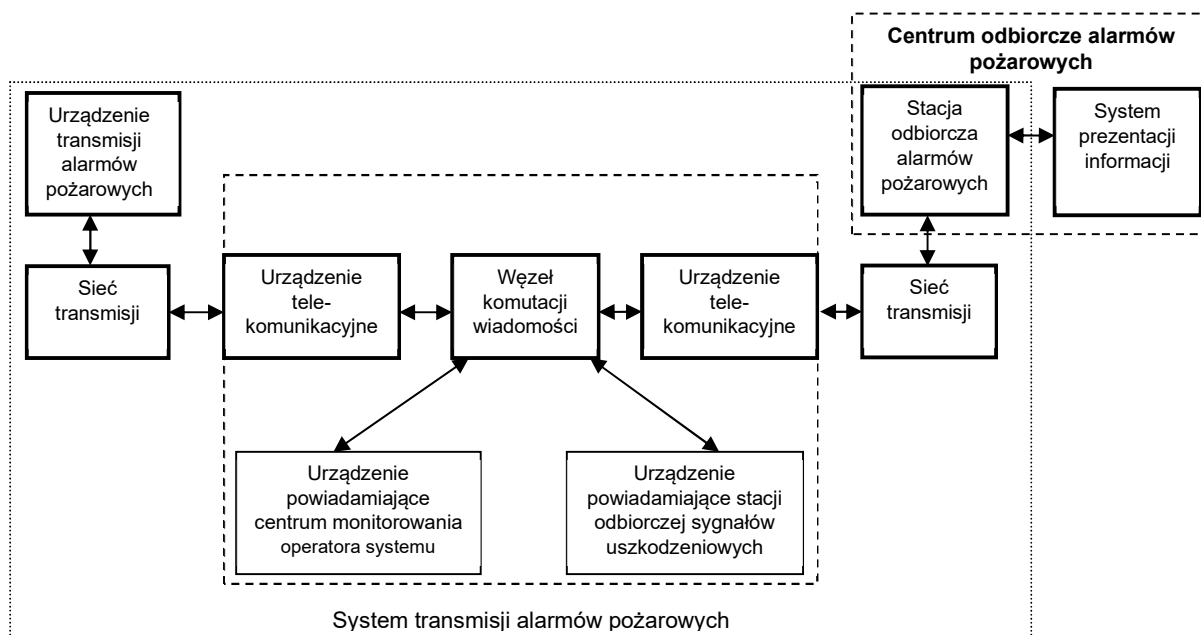 Centrum odbiorcze alarmów
pożarowych
Urządzenie
transmisji
alarmów
pożarowych
Stacja
odbiorcza
alarmów
pożarowych
System
prezentacji
informacji
Sieć
transmisji
Urządzenie
tele-
komunikacyjne
Węzeł
komutacji
wiadomości
Urządzenie
tele-
komunikacyjne
Sieć
transmisji
Urządzenie
powiadamiające
centrum monitorowania
operatora systemu
Urządzenie
powiadamiające stacji
odbiorczej sygnałów
uszkodzeniowych
System transmisji alarmów pożarowych